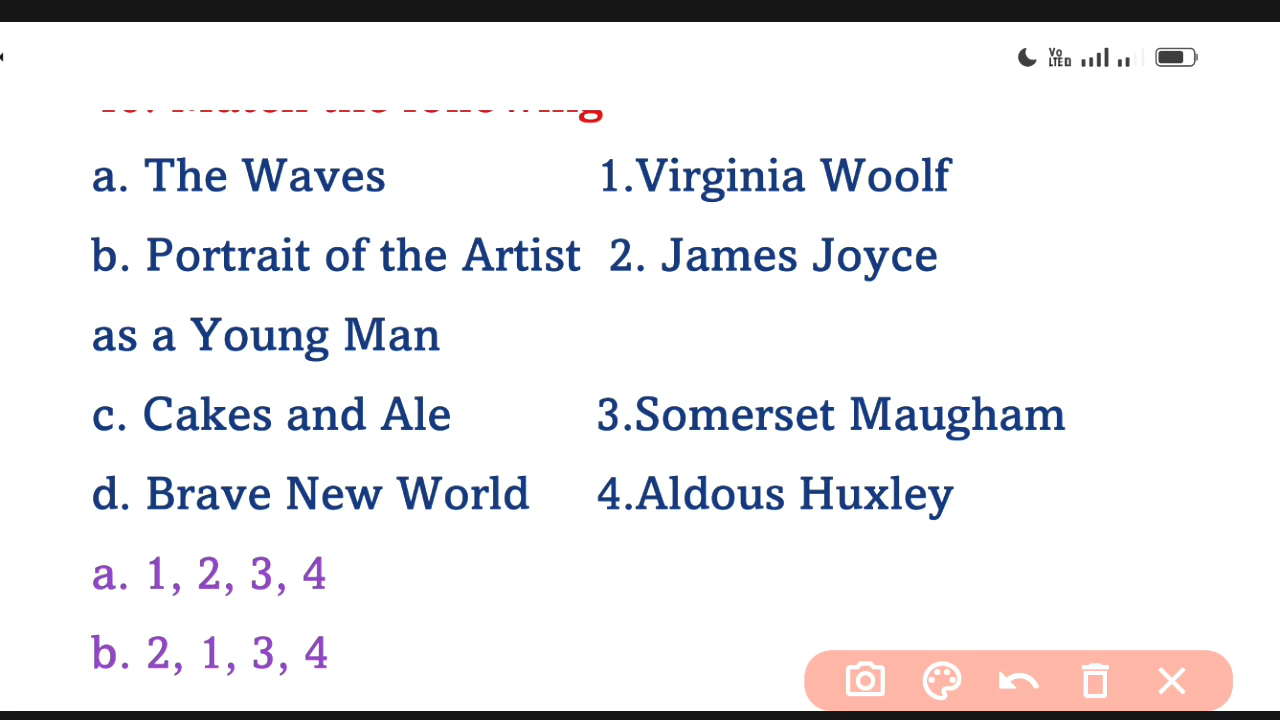 a. The Waves 1.Virginia Woolf
b. Portrait of the Artist 2. James Joyce
as a Young Man
c. Cakes and Ale 3.Somerset Maugham
d. Brave New World 4.Aldous Huxley
a. 1, 2, 3, 4
b. 2, 1, 3, 4